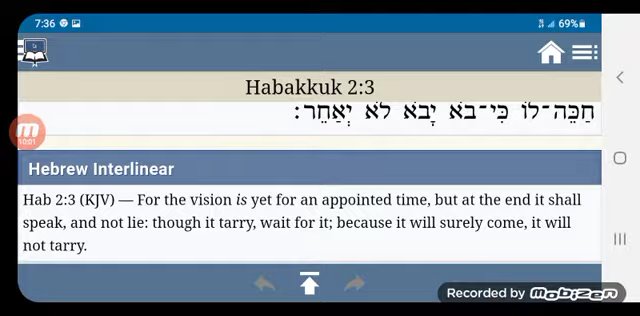 7:36
69%
Habakkuk 2:3
חַכֵּה־לוֹ כִּי־בֹא יָבֹא לֹא יְאַחֵר׃
10:01
Hebrew Interlinear
Hab 2:3 (KJV) — For the vision is yet for an appointed time, but at the end it shall
speak, and not lie: though it tarry, wait for it; because it will surely come, it will
not tarry.
Recorded by MOBIZEN